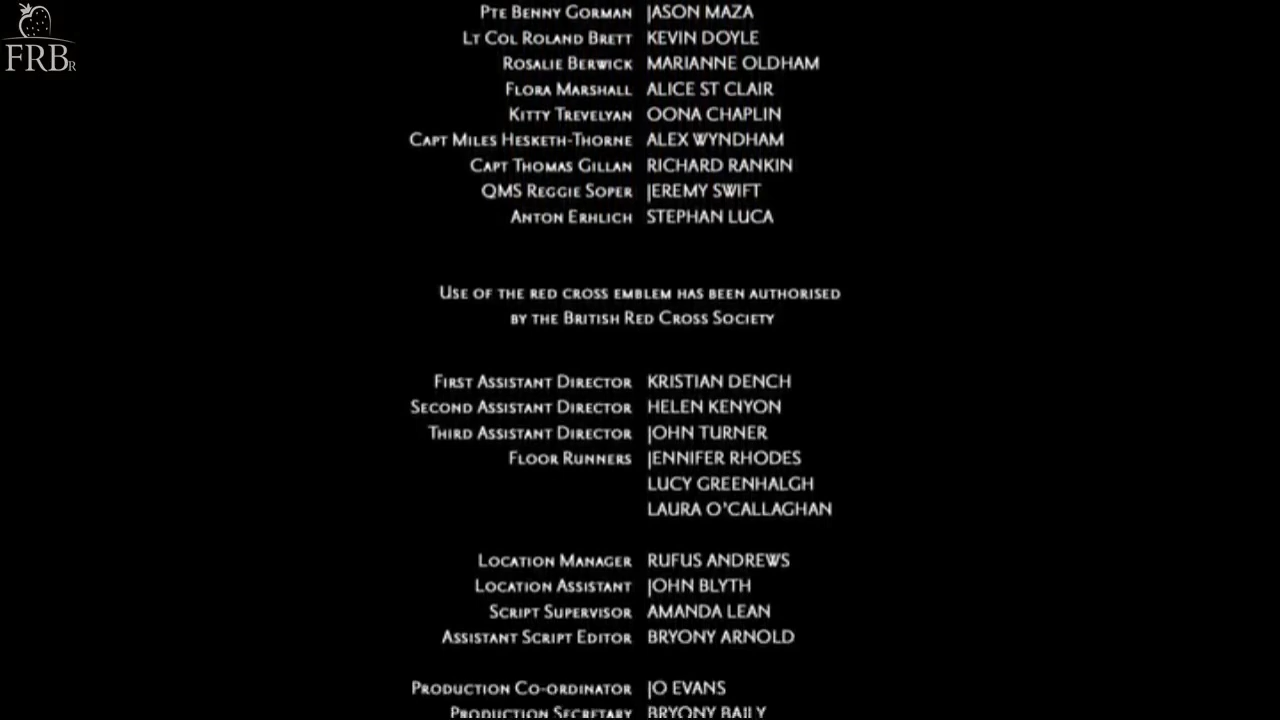 FRBR
PTE BENNY GORMAN JASON MAZA
LT COL ROLAND BRETT KEVIN DOYLE
ROSALIE BERWICK MARIANNE OLDHAM
FLORA MARSHALL ALICE ST CLAIR
KITTY TREVELYAN OONA CHAPLIN
CAPT MILES HESKETH-THORNE ALEX WYNDHAM
CAPT THOMAS GILLAN RICHARD RANKIN
QMS REGGIE SOPER JEREMY SWIFT
ANTON ERHLICH STEPHAN LUCA
USE OF THE RED CROSS EMBLEM HAS BEEN AUTHORISED
BY THE BRITISH RED CROSS SOCIETY
FIRST ASSISTANT DIRECTOR KRISTIAN DENCH
SECOND ASSISTANT DIRECTOR HELEN KENYON
THIRD ASSISTANT DIRECTOR JOHN TURNER
FLOOR RUNNERS JENNIFER RHODES
LUCY GREENHALGH
LAURA O'CALLAGHAN
LOCATION MANAGER RUFUS ANDREWS
LOCATION ASSISTANT JOHN BLYTH
SCRIPT SUPERVISOR AMANDA LEAN
ASSISTANT SCRIPT EDITOR BRYONY ARNOLD
PRODUCTION CO-ORDINATOR JO EVANS
PRODUCTION SECRETARY BRYONY BAILY